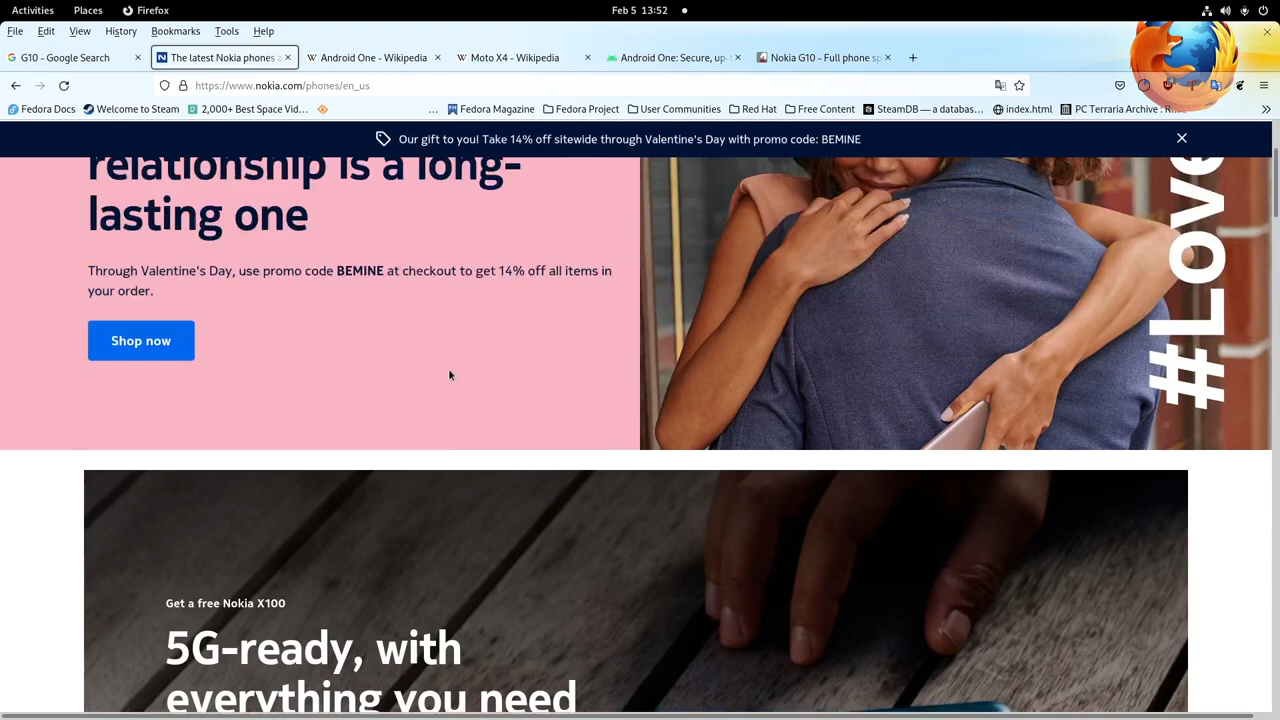 Activities Places Firefox Feb 5 13:52
File Edit View History Bookmarks Tools Help
G10 - Google Search The latest Nokia phones a Android One - Wikipedia Moto X4 - Wikipedia Android One: Secure, up-t Nokia G10 - Full phone sp
https://www.nokia.com/phones/en_us
Fedora Docs Welcome to Steam 2,000+ Best Space Vid... ... Fedora Magazine Fedora Project User Communities Red Hat Free Content SteamDB — a databas... index.html PC Terraria Archive : R...
Our gift to you! Take 14% off sitewide through Valentine's Day with promo code: BEMINE
relationship is a long-
lasting one
Through Valentine's Day, use promo code BEMINE at checkout to get 14% off all items in
your order.
Shop now
#Love
Get a free Nokia X100
5G-ready, with
everything you need